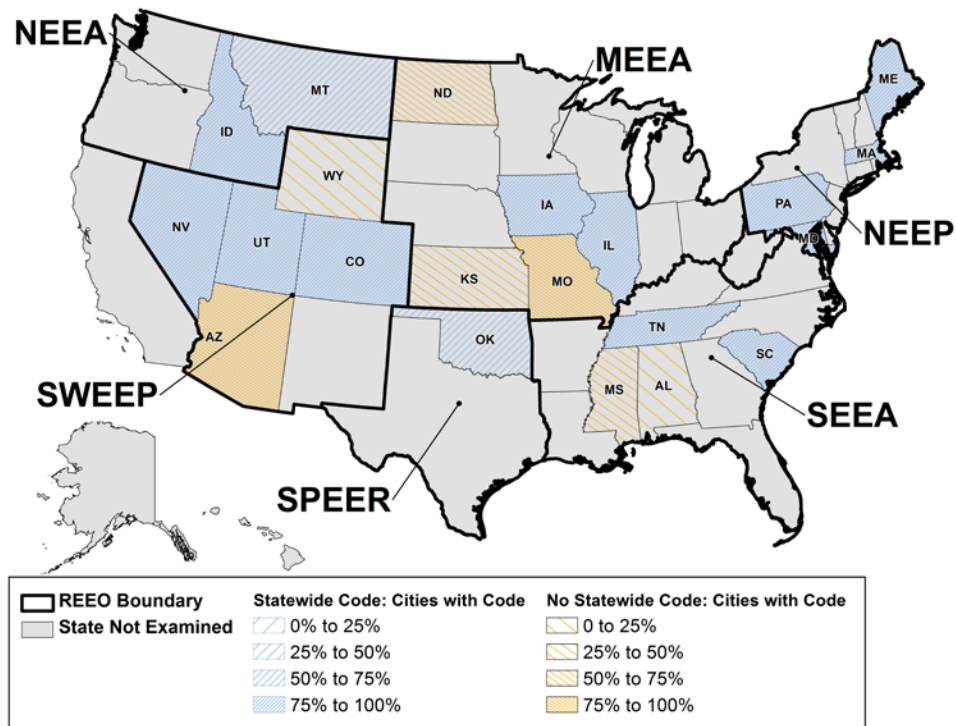 NEEA
MEEA
ME
MT
ND
ID
MA
WY
IA
PA
NEEP
NV
UT
IL
MD
CO
KS
MO
AZ
OK
TN
SC
SWEEP
MS
AL
SEEA
SPEER
REEO Boundary
State Not Examined
Statewide Code: Cities with Code
0% to 25%
25% to 50%
50% to 75%
75% to 100%
No Statewide Code: Cities with Code
0 to 25%
25% to 50%
50% to 75%
75% to 100%